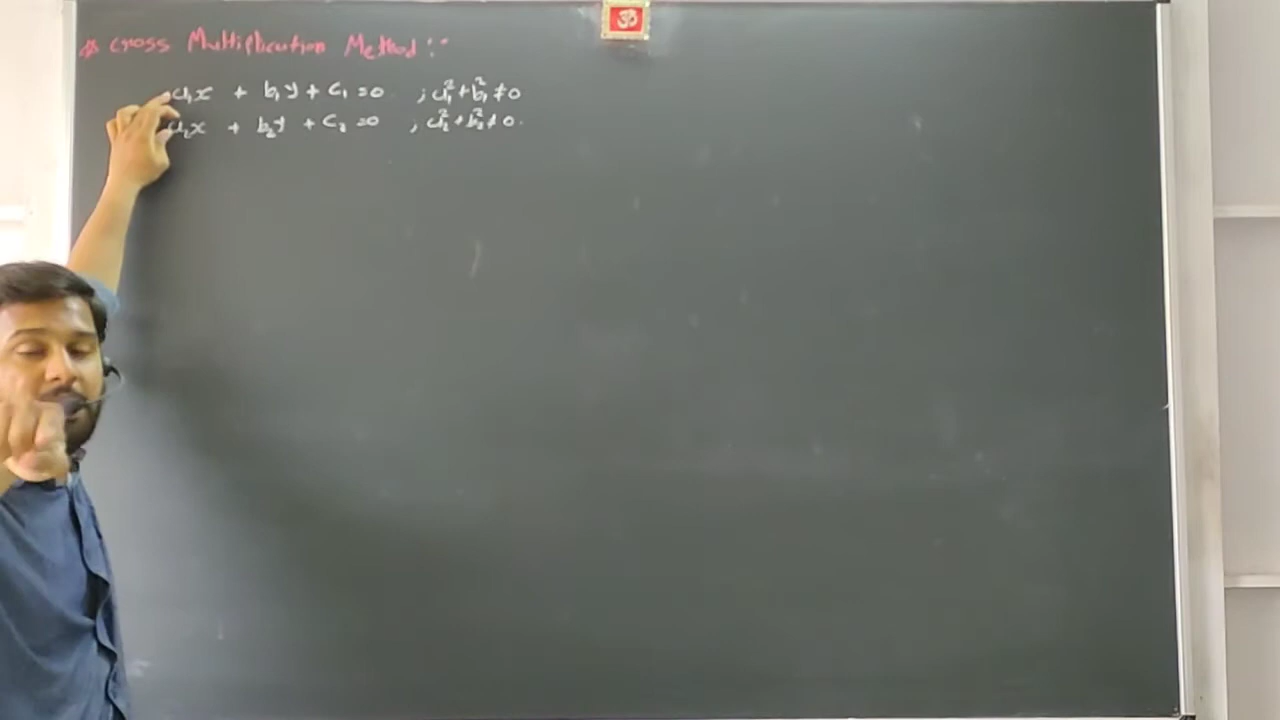 ॐ
* Cross Multiplication Method :-
a₁x + b₁y + c₁ = 0 ; a₁² + b₁² ≠ 0
a₂x + b₂y + c₂ = 0 ; a₂² + b₂² ≠ 0.